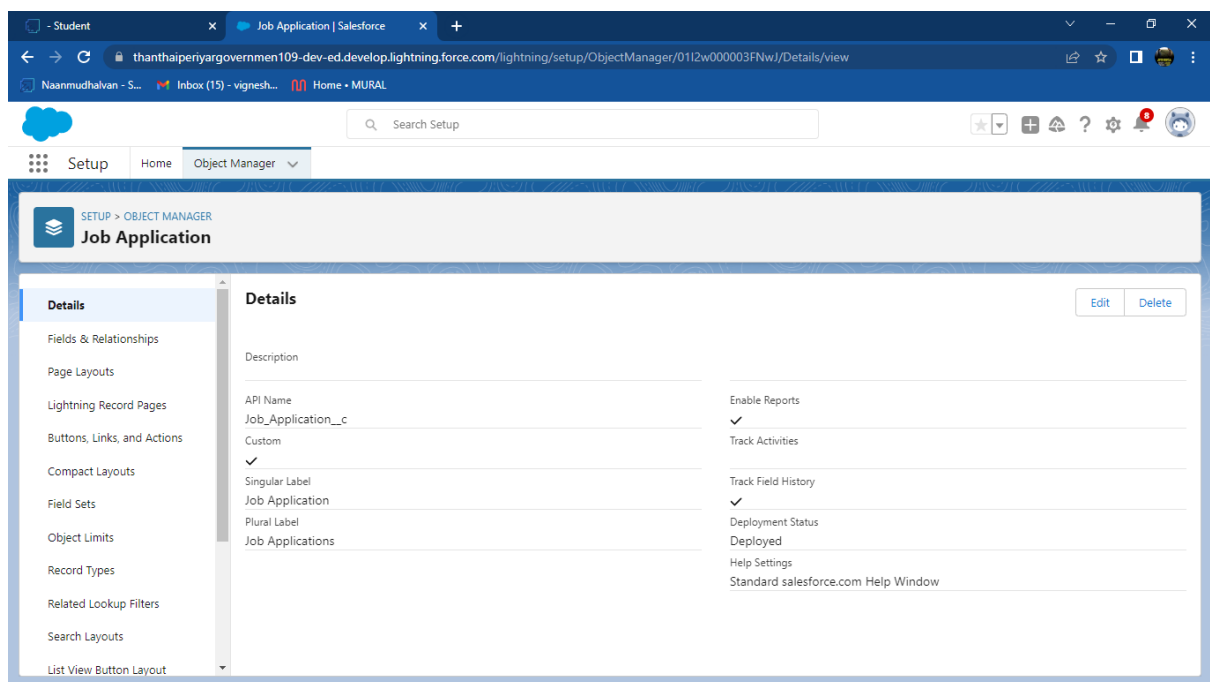 - Student
Job Application | Salesforce
thanthaiperiyargovernmen109-dev-ed.develop.lightning.force.com/lightning/setup/ObjectManager/01I2w000003FNwJ/Details/view
Naanmudhalvan - S...
Inbox (15) - vignesh...
Home • MURAL
Search Setup
8
Setup
Home
Object Manager
SETUP > OBJECT MANAGER
Job Application
Details
Fields & Relationships
Page Layouts
Lightning Record Pages
Buttons, Links, and Actions
Compact Layouts
Field Sets
Object Limits
Record Types
Related Lookup Filters
Search Layouts
List View Button Layout
Details
Edit
Delete
Description
API Name
Job_Application__c
Custom
Singular Label
Job Application
Plural Label
Job Applications
Enable Reports
Track Activities
Track Field History
Deployment Status
Deployed
Help Settings
Standard salesforce.com Help Window